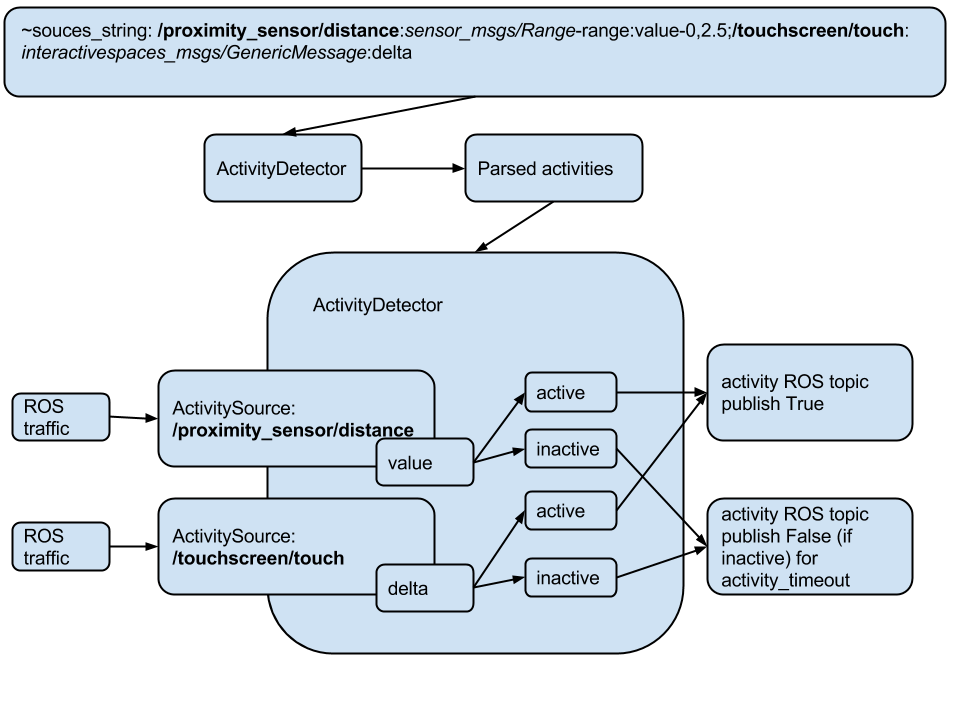 ~souces_string: /proximity_sensor/distance:sensor_msgs/Range-range:value-0,2.5;/touchscreen/touch:
interactivespaces_msgs/GenericMessage:delta
ActivityDetector
Parsed activities
ActivityDetector
ROS
traffic
ActivitySource:
/proximity_sensor/distance
value
active
inactive
activity ROS topic
publish True
ROS
traffic
ActivitySource:
/touchscreen/touch
delta
active
inactive
activity ROS topic
publish False (if
inactive) for
activity_timeout